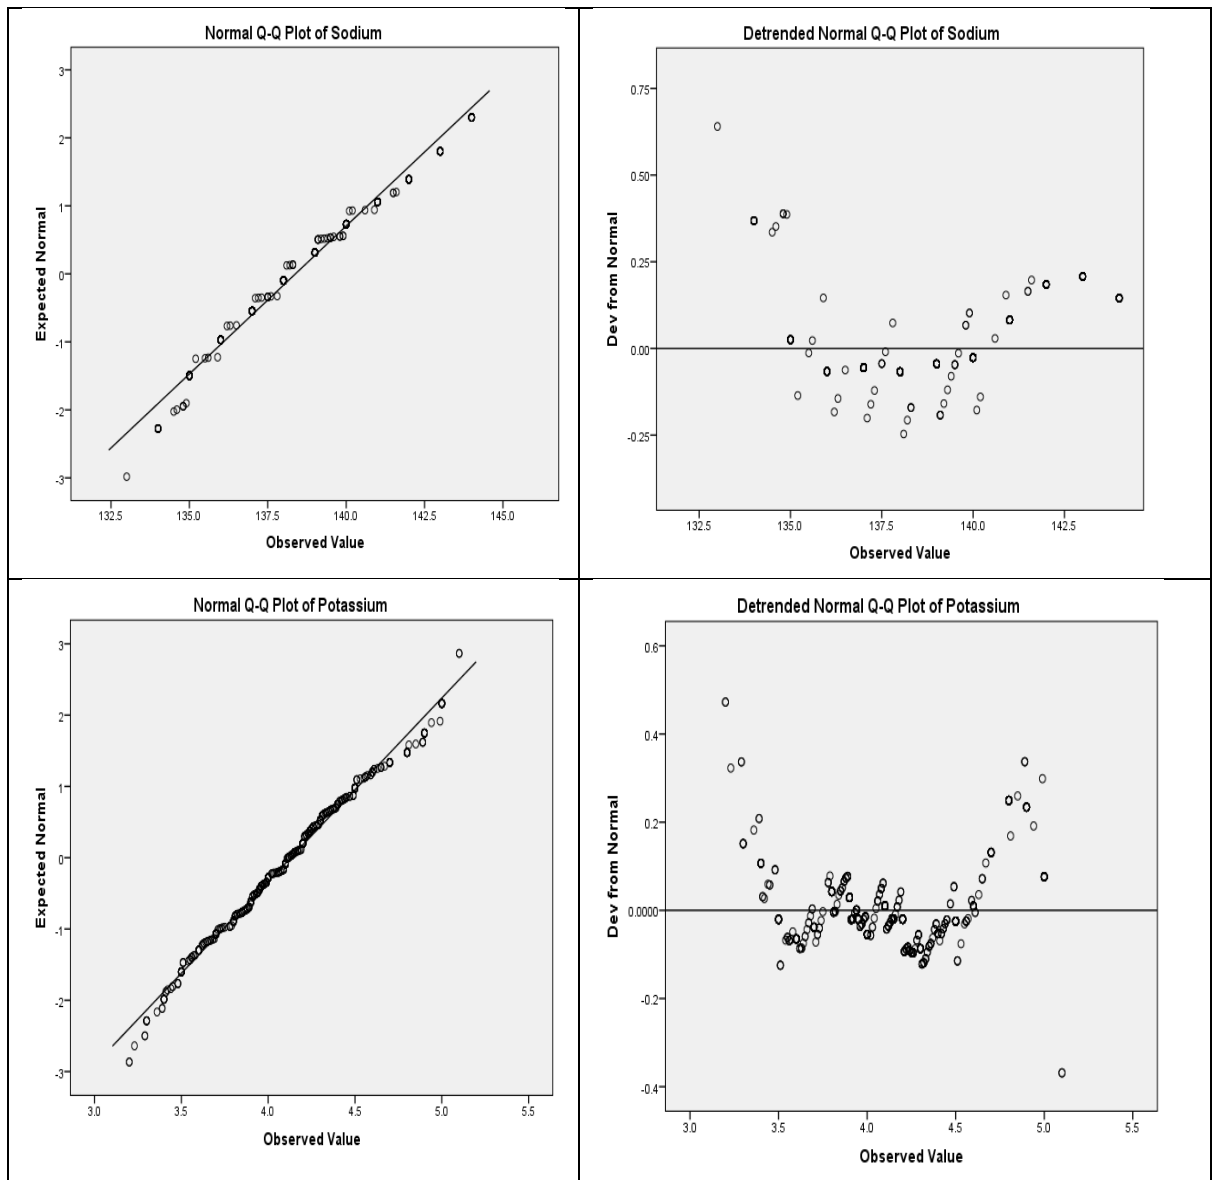 Normal Q-Q Plot of Sodium
Expected Normal
3
2
1
0
-1
-2
-3
132.5 135.0 137.5 140.0 142.5 145.0
Observed Value
Detrended Normal Q-Q Plot of Sodium
Dev from Normal
0.75
0.50
0.25
0.00
-0.25
132.5 135.0 137.5 140.0 142.5
Observed Value
Normal Q-Q Plot of Potassium
Expected Normal
3
2
1
0
-1
-2
-3
3.0 3.5 4.0 4.5 5.0 5.5
Observed Value
Detrended Normal Q-Q Plot of Potassium
Dev from Normal
0.6
0.4
0.2
0.0000
-0.2
-0.4
3.0 3.5 4.0 4.5 5.0 5.5
Observed Value